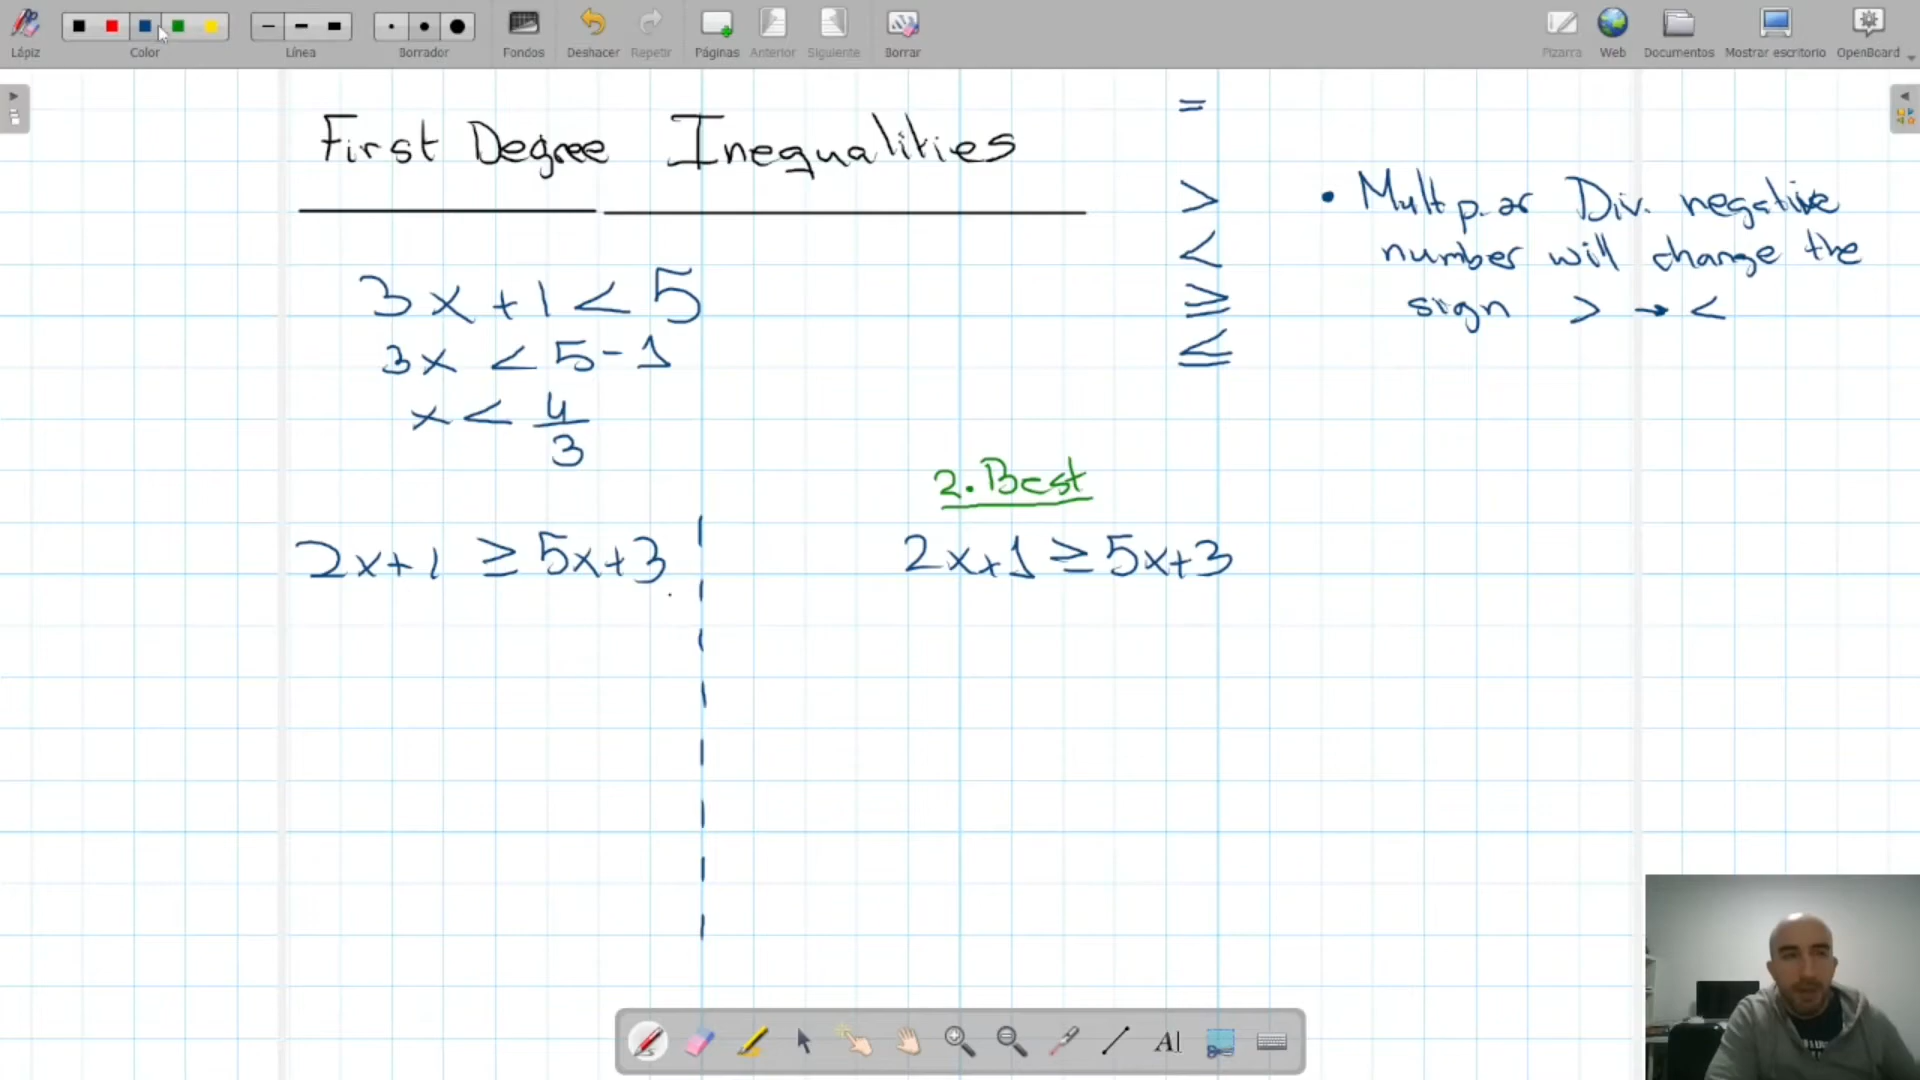 Lápiz
Color
Línea
Borrador
Fondos
Deshacer
Repetir
Páginas
Anterior
Siguiente
Borrar
Pizarra
Web
Documentos
Mostrar escritorio
OpenBoard
First Degree Inequalities
=
>
<
≥
≤
• Multp. or Div. negative
number will change the
sign > → <
3x+1<5
3x < 5-1
x < 4/3
2x+1 ≥ 5x+3
2. Best
2x+1 ≥ 5x+3
AI